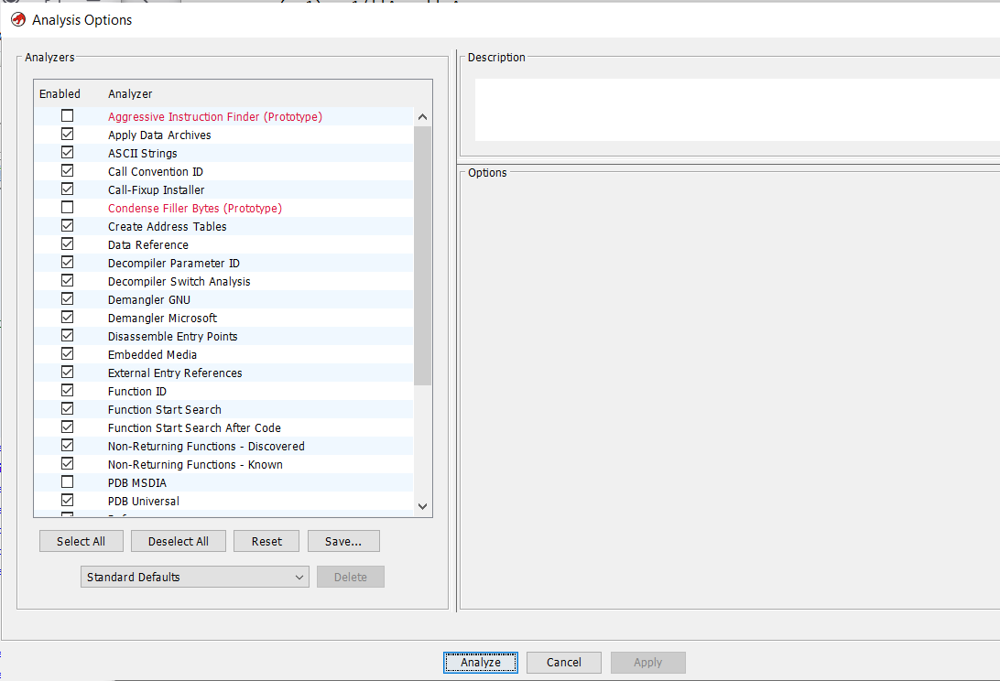 Analysis Options
Analyzers
Enabled Analyzer
Aggressive Instruction Finder (Prototype)
Apply Data Archives
ASCII Strings
Call Convention ID
Call-Fixup Installer
Condense Filler Bytes (Prototype)
Create Address Tables
Data Reference
Decompiler Parameter ID
Decompiler Switch Analysis
Demangler GNU
Demangler Microsoft
Disassemble Entry Points
Embedded Media
External Entry References
Function ID
Function Start Search
Function Start Search After Code
Non-Returning Functions - Discovered
Non-Returning Functions - Known
PDB MSDIA
PDB Universal
Select All Deselect All Reset Save...
Standard Defaults Delete
Description
Options
Analyze Cancel Apply